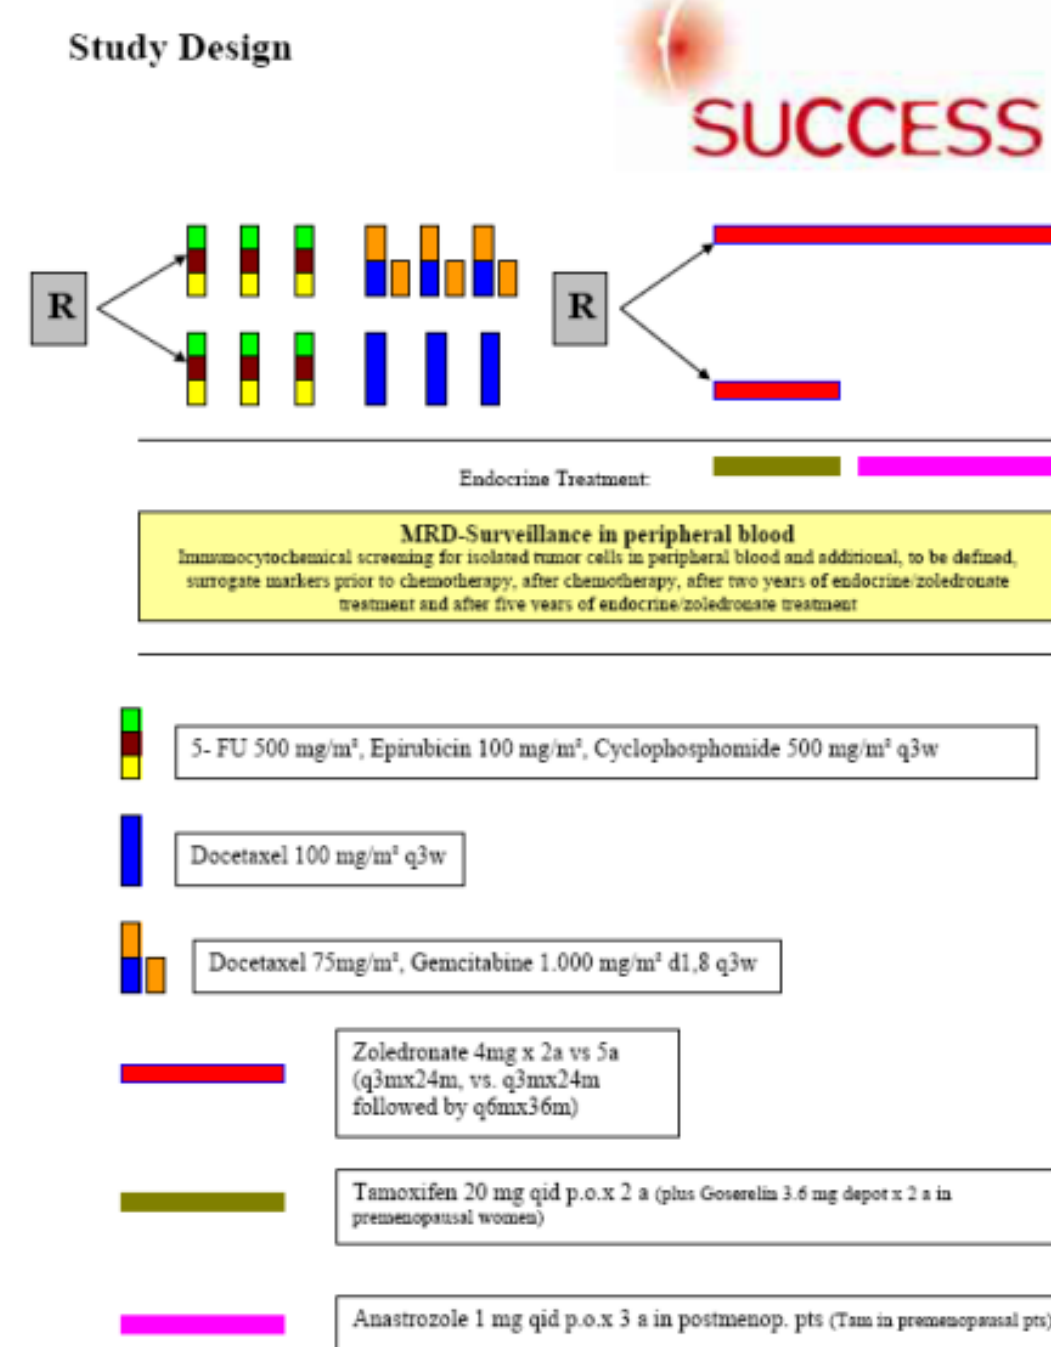 Study Design
SUCCESS
R
R
Endocrine Treatment:
MRD-Surveillance in peripheral blood
Immunocytochemical screening for isolated tumor cells in peripheral blood and additional, to be defined,
surrogate markers prior to chemotherapy, after chemotherapy, after two years of endocrine/zoledronate
treatment and after five years of endocrine/zoledronate treatment
5- FU 500 mg/m², Epirubicin 100 mg/m², Cyclophosphomide 500 mg/m² q3w
Docetaxel 100 mg/m² q3w
Docetaxel 75mg/m², Gemcitabine 1.000 mg/m² d1,8 q3w
Zoledronate 4mg x 2a vs 5a
(q3mx24m, vs. q3mx24m
followed by q6mx36m)
Tamoxifen 20 mg qid p.o.x 2 a (plus Goserelin 3.6 mg depot x 2 a in
premenopausal women)
Anastrozole 1 mg qid p.o.x 3 a in postmenop. pts (Tam in premenopausal pts)